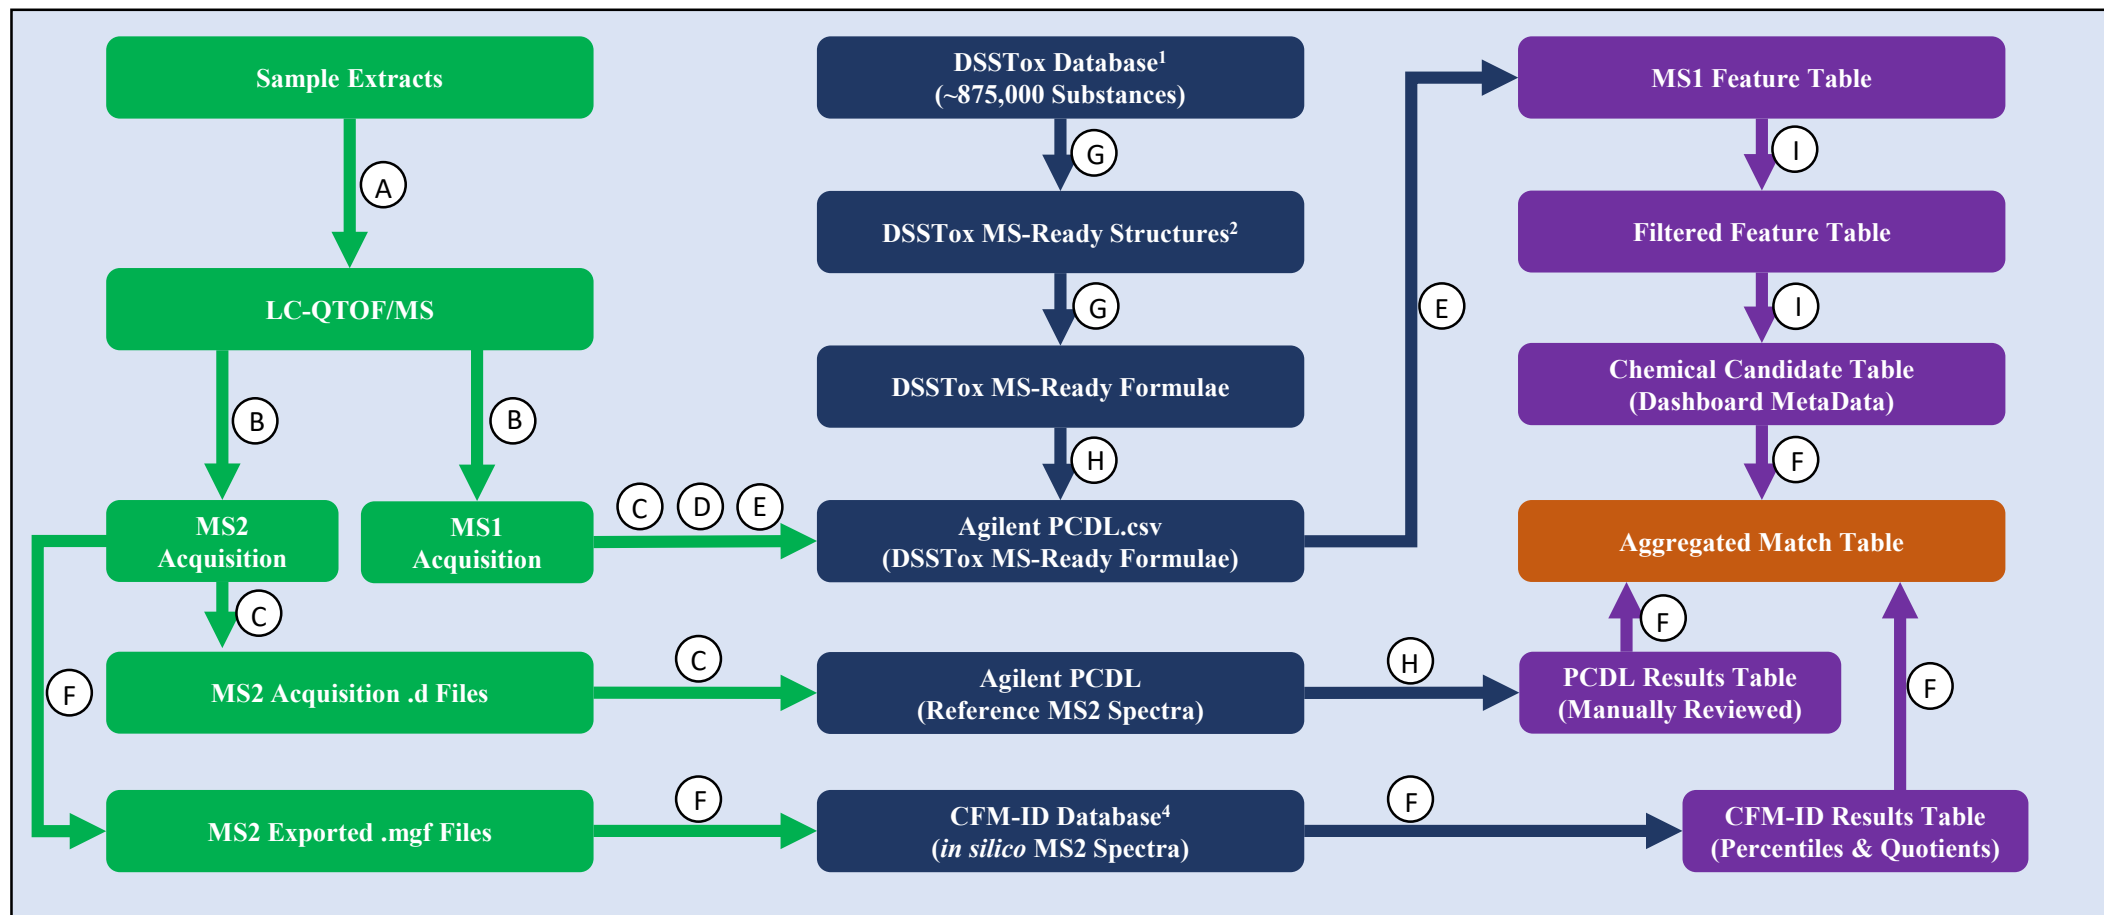 Sample Extracts
A
LC-QTOF/MS
B
B
MS2
Acquisition
MS1
Acquisition
C
D
E
C
F
MS2 Acquisition .d Files
C
MS2 Exported .mgf Files
F
DSSTox Database¹
(~875,000 Substances)
G
DSSTox MS-Ready Structures²
G
DSSTox MS-Ready Formulae
H
Agilent PCDL.csv
(DSSTox MS-Ready Formulae)
E
Agilent PCDL
(Reference MS2 Spectra)
H
CFM-ID Database⁴
(in silico MS2 Spectra)
F
MS1 Feature Table
I
Filtered Feature Table
I
Chemical Candidate Table
(Dashboard MetaData)
F
Aggregated Match Table
F
F
PCDL Results Table
(Manually Reviewed)
CFM-ID Results Table
(Percentiles & Quotients)